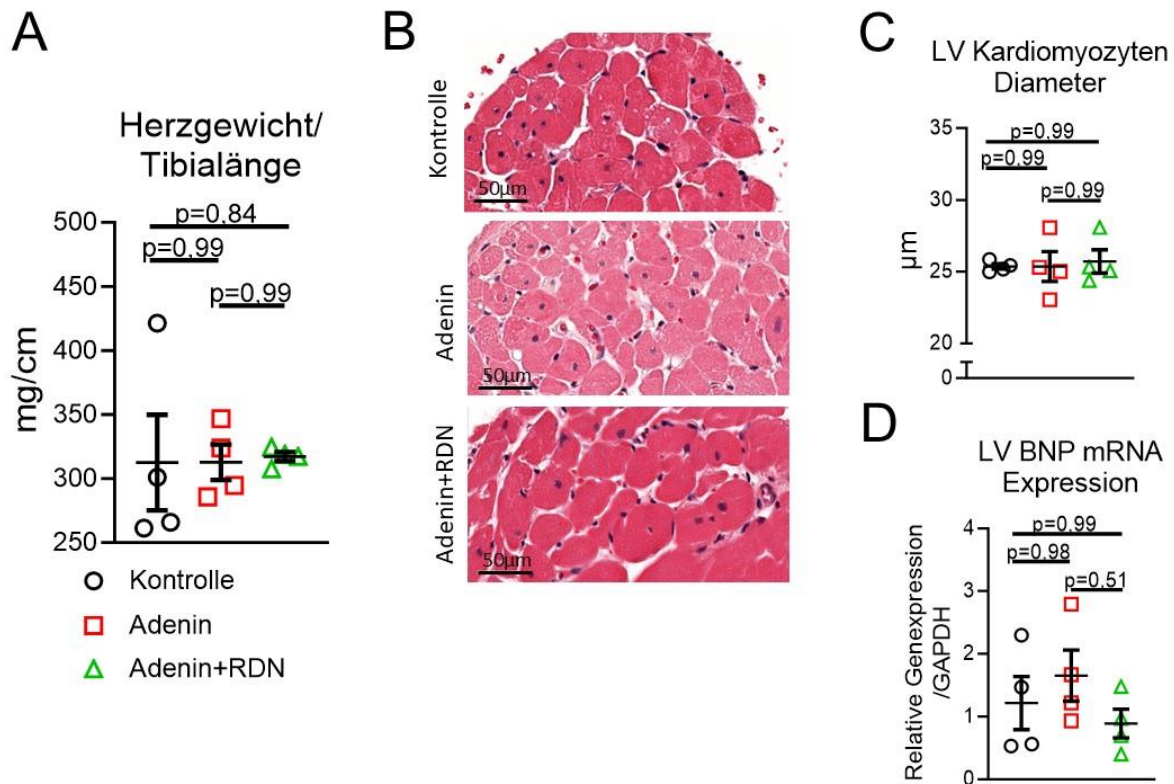 A
Herzgewicht/
Tibialänge
p=0,84
p=0,99
p=0,99
500
450
400
350
300
250
mg/cm
Kontrolle
Adenin
Adenin+RDN
B
Kontrolle
50µm
Adenin
50µm
Adenin+RDN
50µm
C
LV Kardiomyozyten
Diameter
p=0,99
p=0,99
p=0,99
35
30
25
20
0
µm
D
LV BNP mRNA
Expression
p=0,99
p=0,98
p=0,51
4
3
2
1
0
Relative Genexpression
/GAPDH